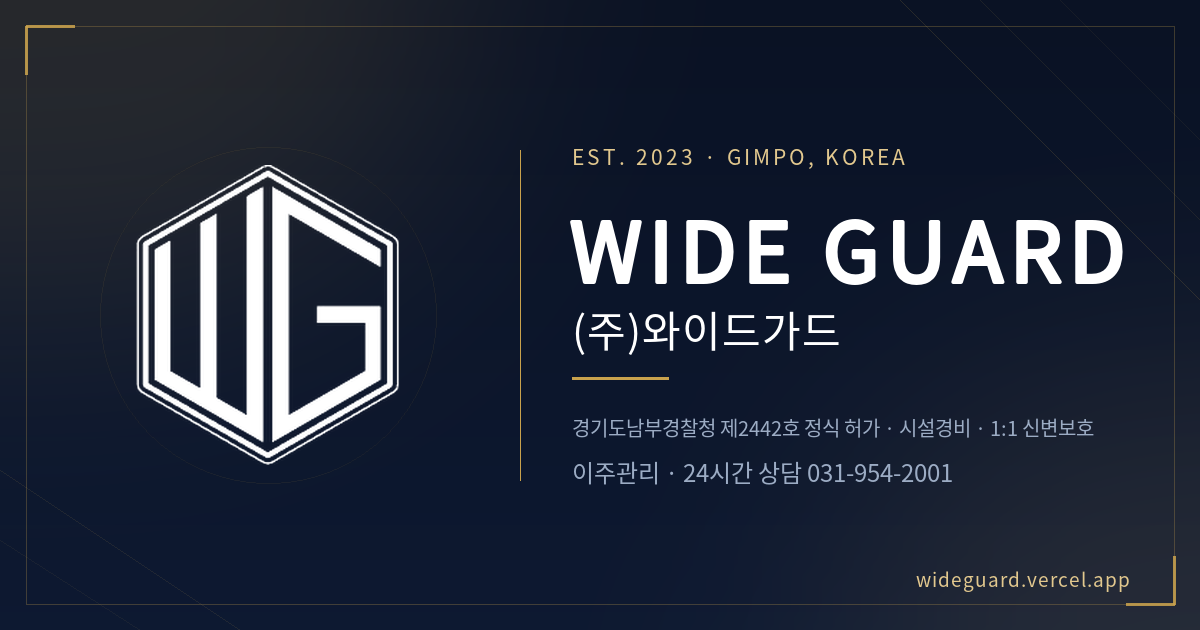 WG
EST. 2023 · GIMPO, KOREA
WIDE GUARD
(주)와이드가드
경기도남부경찰청 제2442호 정식 허가 · 시설경비 · 1:1 신변보호
이주관리 · 24시간 상담 031-954-2001
wideguard.vercel.app